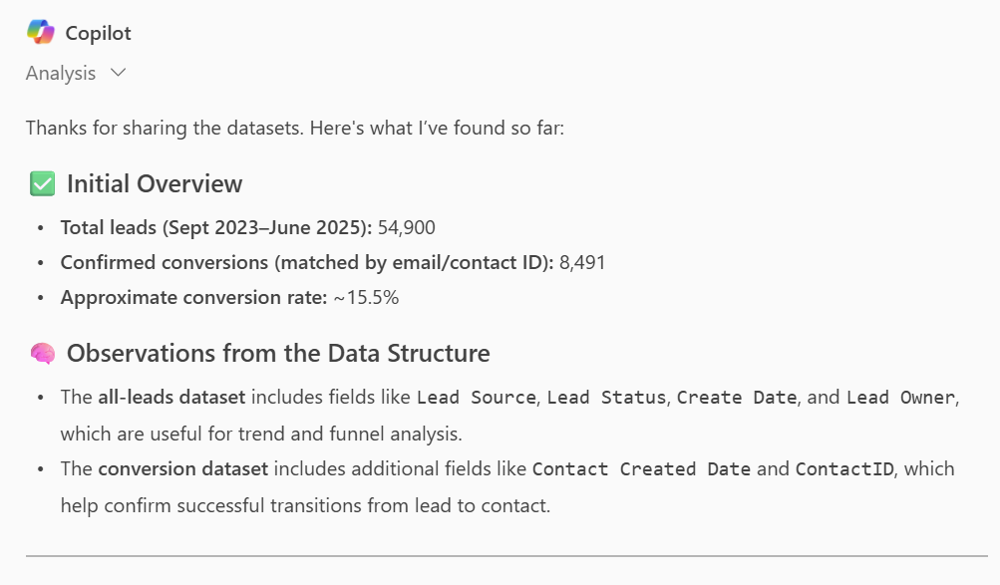 Copilot
Analysis
Thanks for sharing the datasets. Here's what I’ve found so far:
✅ Initial Overview
• Total leads (Sept 2023–June 2025): 54,900
• Confirmed conversions (matched by email/contact ID): 8,491
• Approximate conversion rate: ~15.5%
🧠 Observations from the Data Structure
• The all-leads dataset includes fields like Lead Source, Lead Status, Create Date, and Lead Owner,
which are useful for trend and funnel analysis.
• The conversion dataset includes additional fields like Contact Created Date and ContactID, which
help confirm successful transitions from lead to contact.